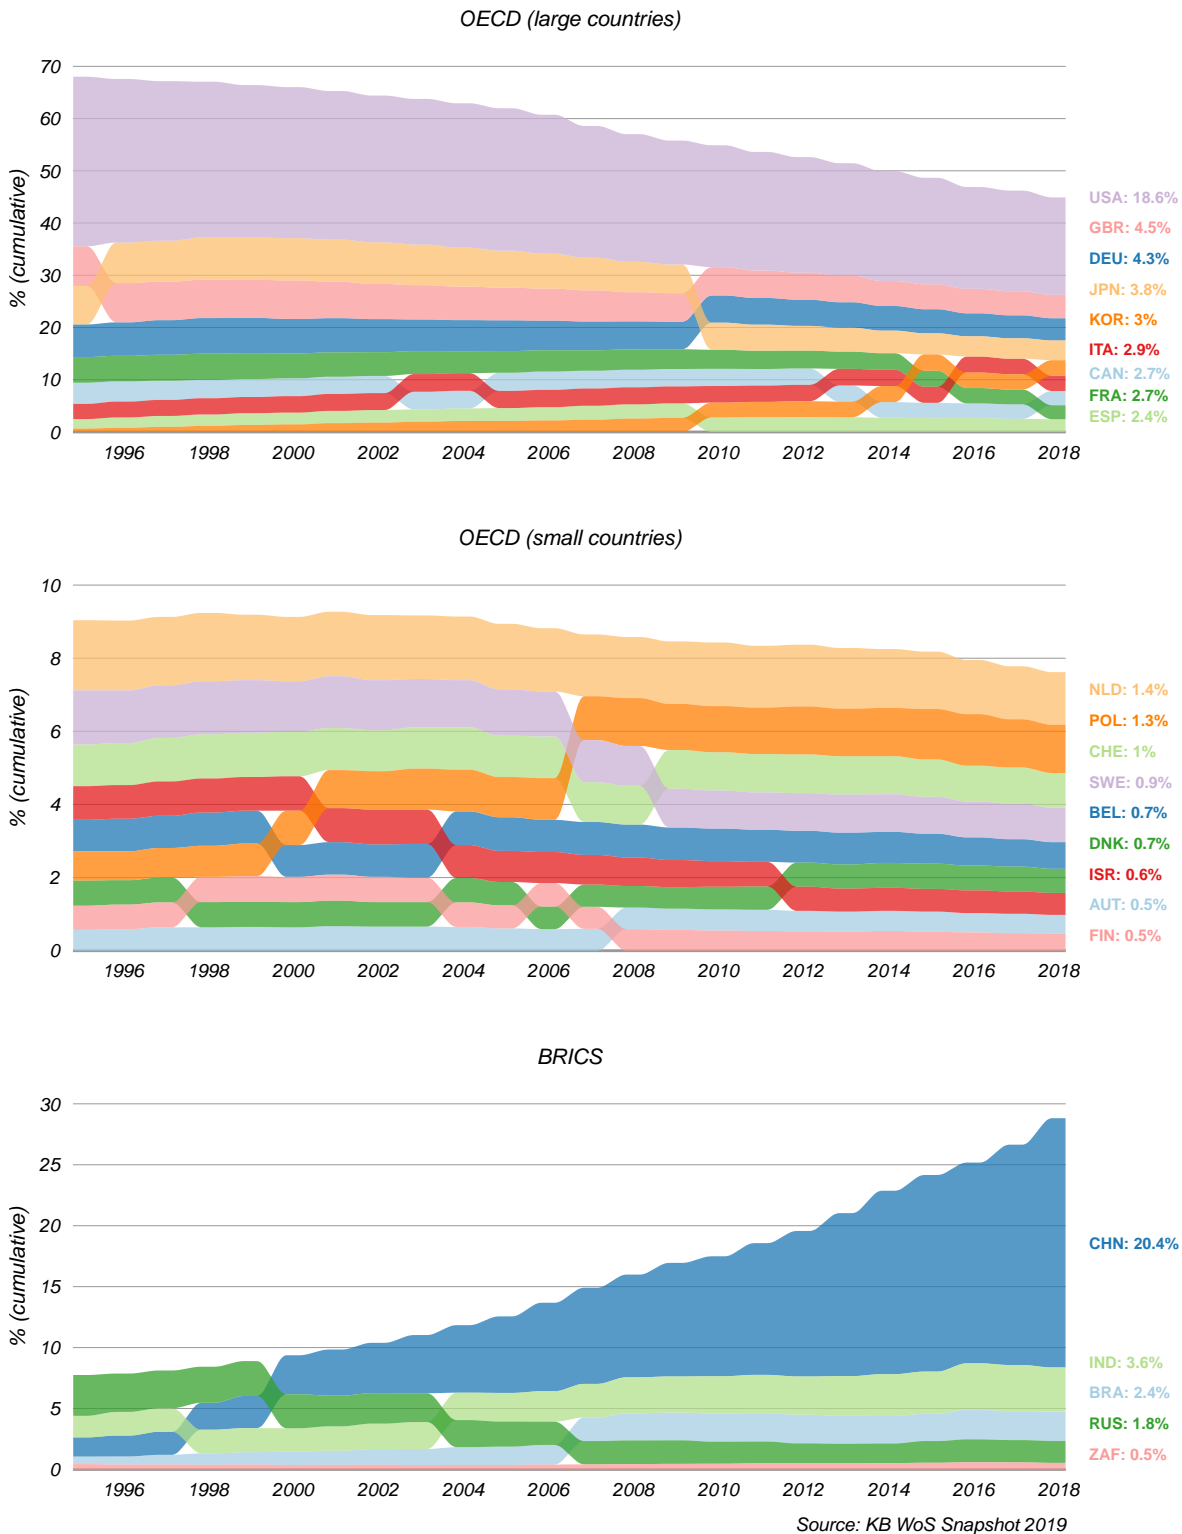 OECD (large countries)
% (cumulative)
70
60
50
40
30
20
10
0
1996 1998 2000 2002 2004 2006 2008 2010 2012 2014 2016 2018
USA: 18.6%
GBR: 4.5%
DEU: 4.3%
JPN: 3.8%
KOR: 3%
ITA: 2.9%
CAN: 2.7%
FRA: 2.7%
ESP: 2.4%
OECD (small countries)
% (cumulative)
10
8
6
4
2
0
1996 1998 2000 2002 2004 2006 2008 2010 2012 2014 2016 2018
NLD: 1.4%
POL: 1.3%
CHE: 1%
SWE: 0.9%
BEL: 0.7%
DNK: 0.7%
ISR: 0.6%
AUT: 0.5%
FIN: 0.5%
BRICS
% (cumulative)
30
25
20
15
10
5
0
1996 1998 2000 2002 2004 2006 2008 2010 2012 2014 2016 2018
CHN: 20.4%
IND: 3.6%
BRA: 2.4%
RUS: 1.8%
ZAF: 0.5%
Source: KB WoS Snapshot 2019